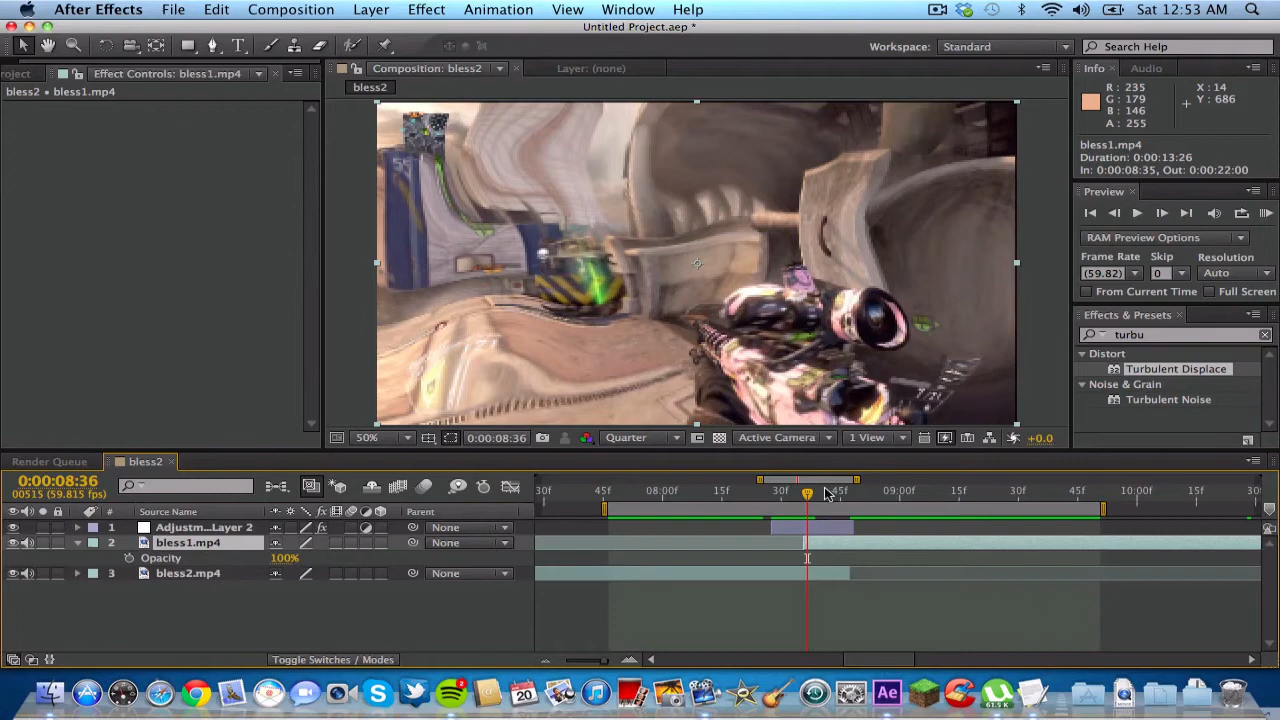 After Effects File Edit Composition Layer Effect Animation View Window Help Sat 12:53 AM
Untitled Project.aep *
Workspace: Standard Search Help
roject Effect Controls: bless1.mp4 Composition: bless2 Layer: (none) Info Audio
bless2 • bless1.mp4
bless2
R : 235
G : 179
B : 146
A : 255
X : 14
Y : 686
bless1.mp4
Duration: 0:00:13:26
In: 0:00:08:35, Out: 0:00:22:00
Preview
RAM Preview Options
Frame Rate Skip Resolution
(59.82) 0 Auto
From Current Time Full Screen
Effects & Presets
turbu
Distort
Turbulent Displace
Noise & Grain
Turbulent Noise
50% 0:00:08:36 Quarter Active Camera 1 View +0.0
Render Queue bless2
0:00:08:36
00515 (59.815 fps)
30f 45f 08:00f 15f 30f 45f 09:00f 15f 30f 45f 10:00f 15f 30f
# Source Name Parent
1 Adjustm...Layer 2 fx None
2 bless1.mp4 None
Opacity 100%
3 bless2.mp4 None
Toggle Switches / Modes
20
Ae
61.5 K